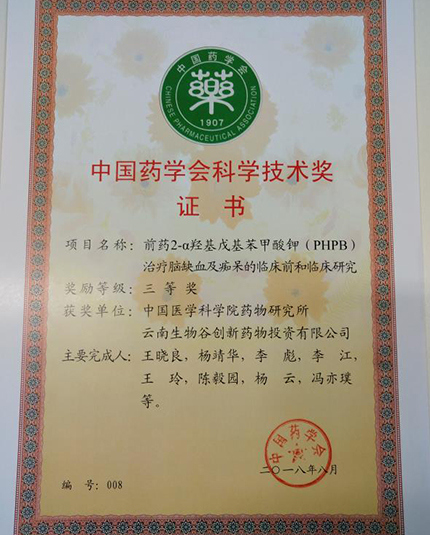 中国药学会
藥
CHINESE PHARMACEUTICAL ASSOCIATION
1907
中国药学会科学技术奖
证 书
项目名称：前药2-α羟基戊基苯甲酸钾（PHPB）
治疗脑缺血及痴呆的临床前和临床研究
奖励等级：三等奖
获奖单位：中国医学科学院药物研究所
云南生物谷创新药物投资有限公司
主要完成人：王晓良，杨靖华，李 彪，李 江，
王 玲，陈毅园，杨 云，冯亦璞
等。
中国药学会
二〇一八年八月
编 号：008